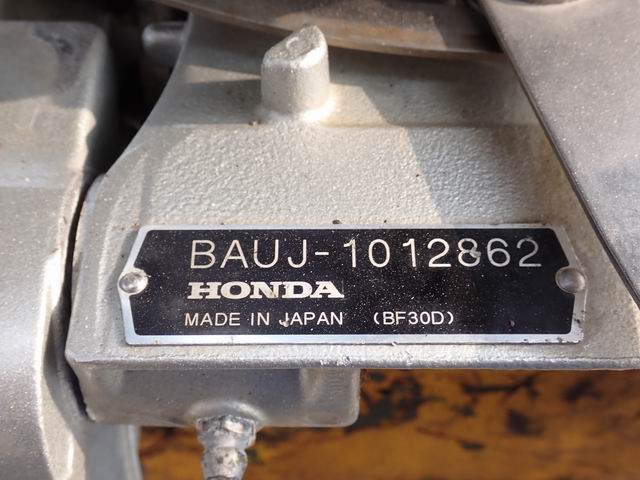 BAUJ-1012862
HONDA
MADE IN JAPAN (BF30D)